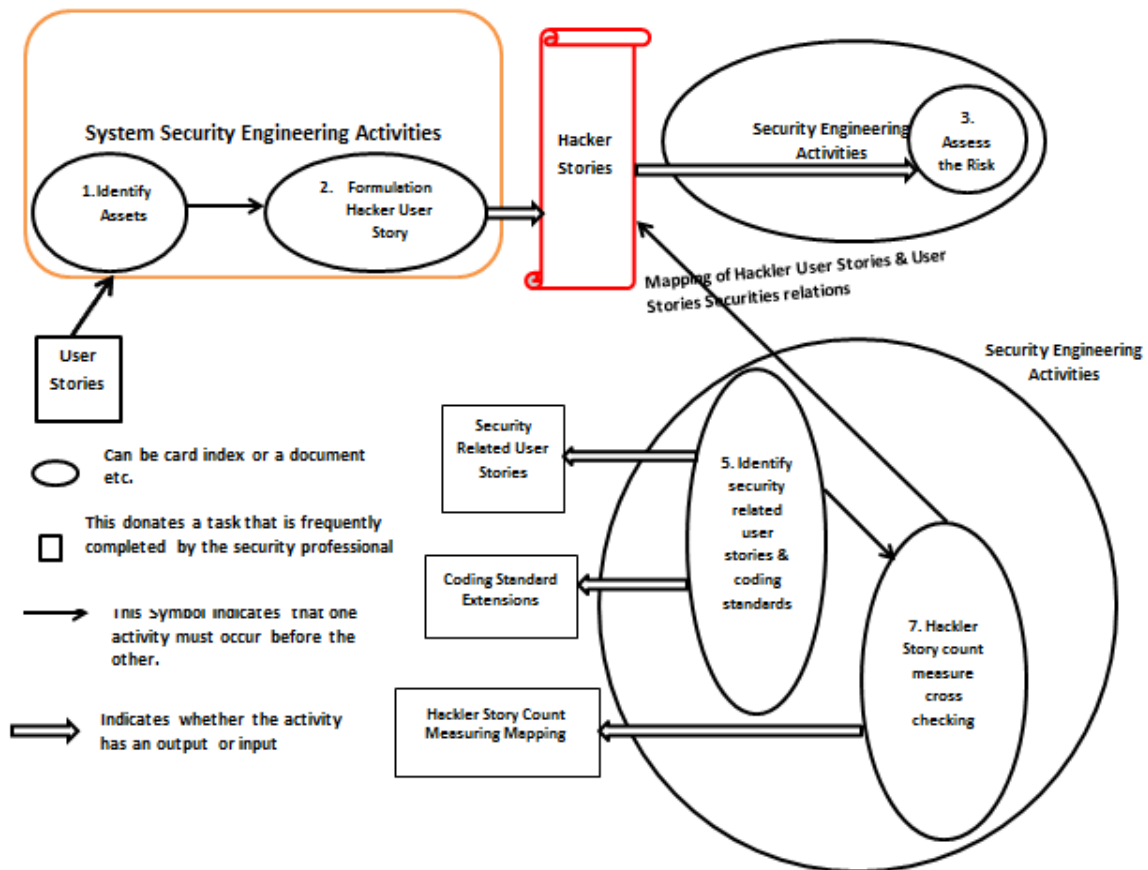 System Security Engineering Activities
1.Identify
Assets
2. Formulation
Hacker User
Story
Hacker
Stories
Security Engineering
Activities
3.
Assess
the Risk
Mapping of Hackler User Stories & User
Stories Securities relations
User
Stories
Security Engineering
Activities
Security
Related User
Stories
5. Identify
security
related
user
stories &
coding
standards
Coding Standard
Extensions
7. Hackler
Story count
measure
cross
checking
Hackler Story Count
Measuring Mapping
Can be card index or a document
etc.
This donates a task that is frequently
completed by the security professional
This Symbol indicates that one
activity must occur before the
other.
Indicates whether the activity
has an output or input